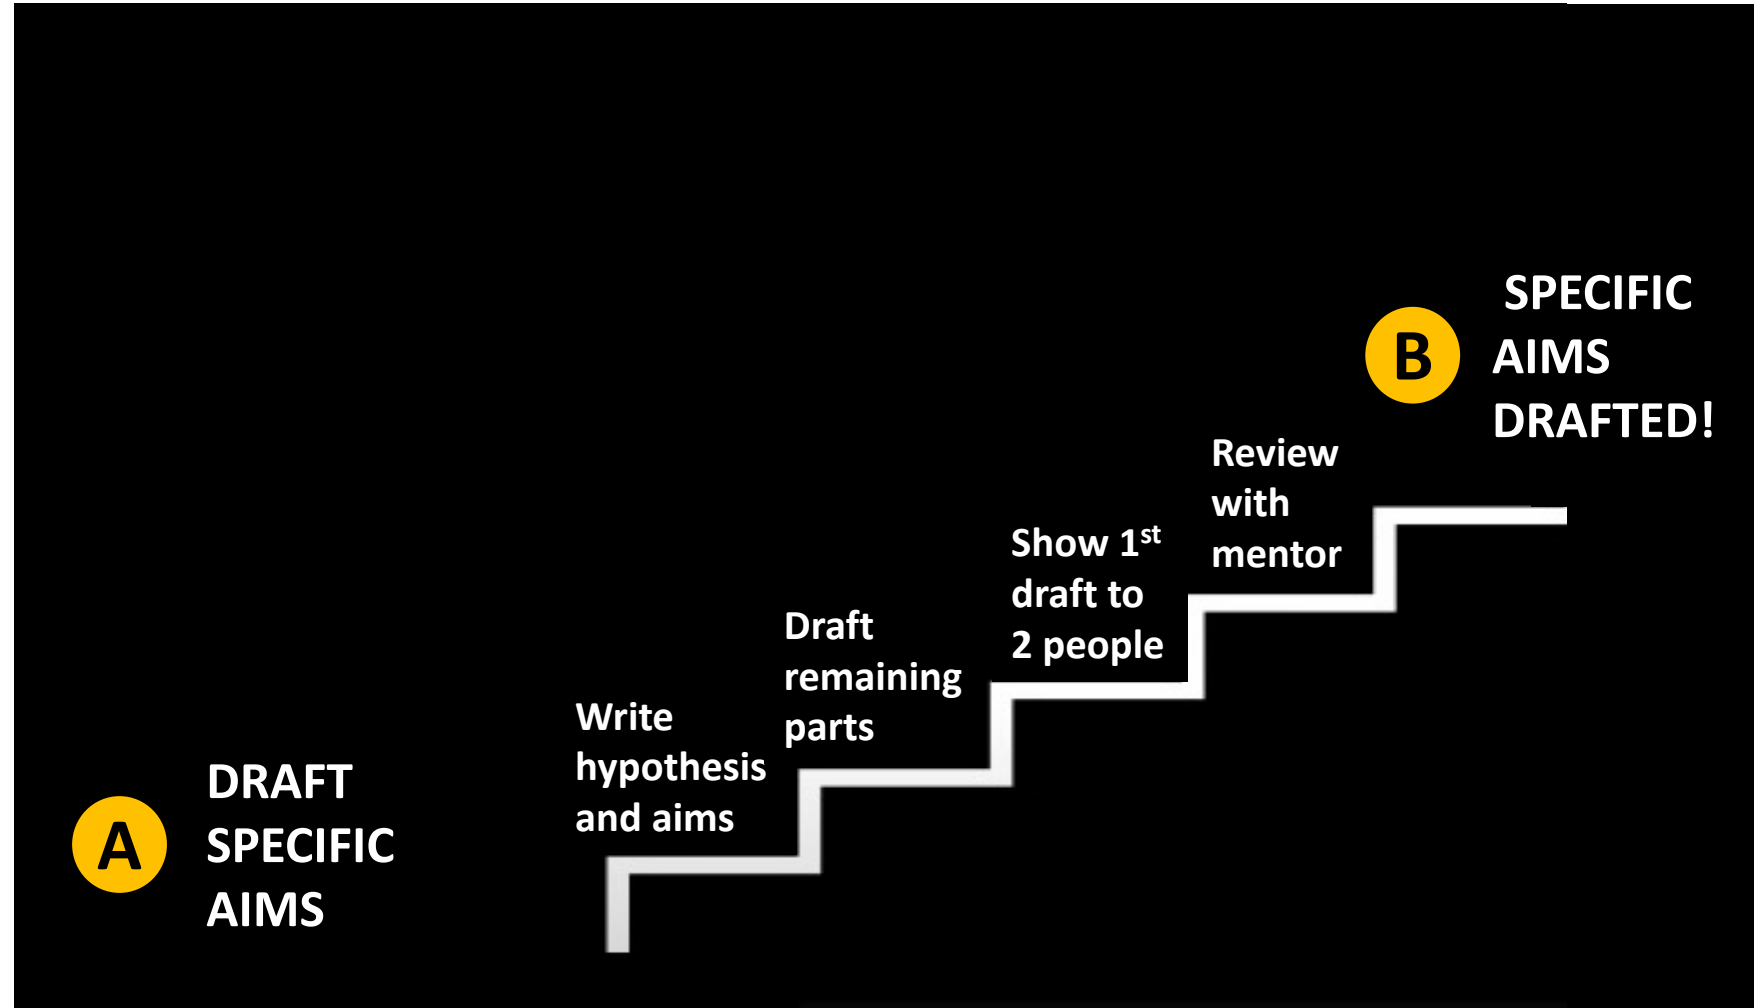 A
DRAFT
SPECIFIC
AIMS
Write
hypothesis
and aims
Draft
remaining
parts
Show 1st
draft to
2 people
Review
with
mentor
B
SPECIFIC
AIMS
DRAFTED!